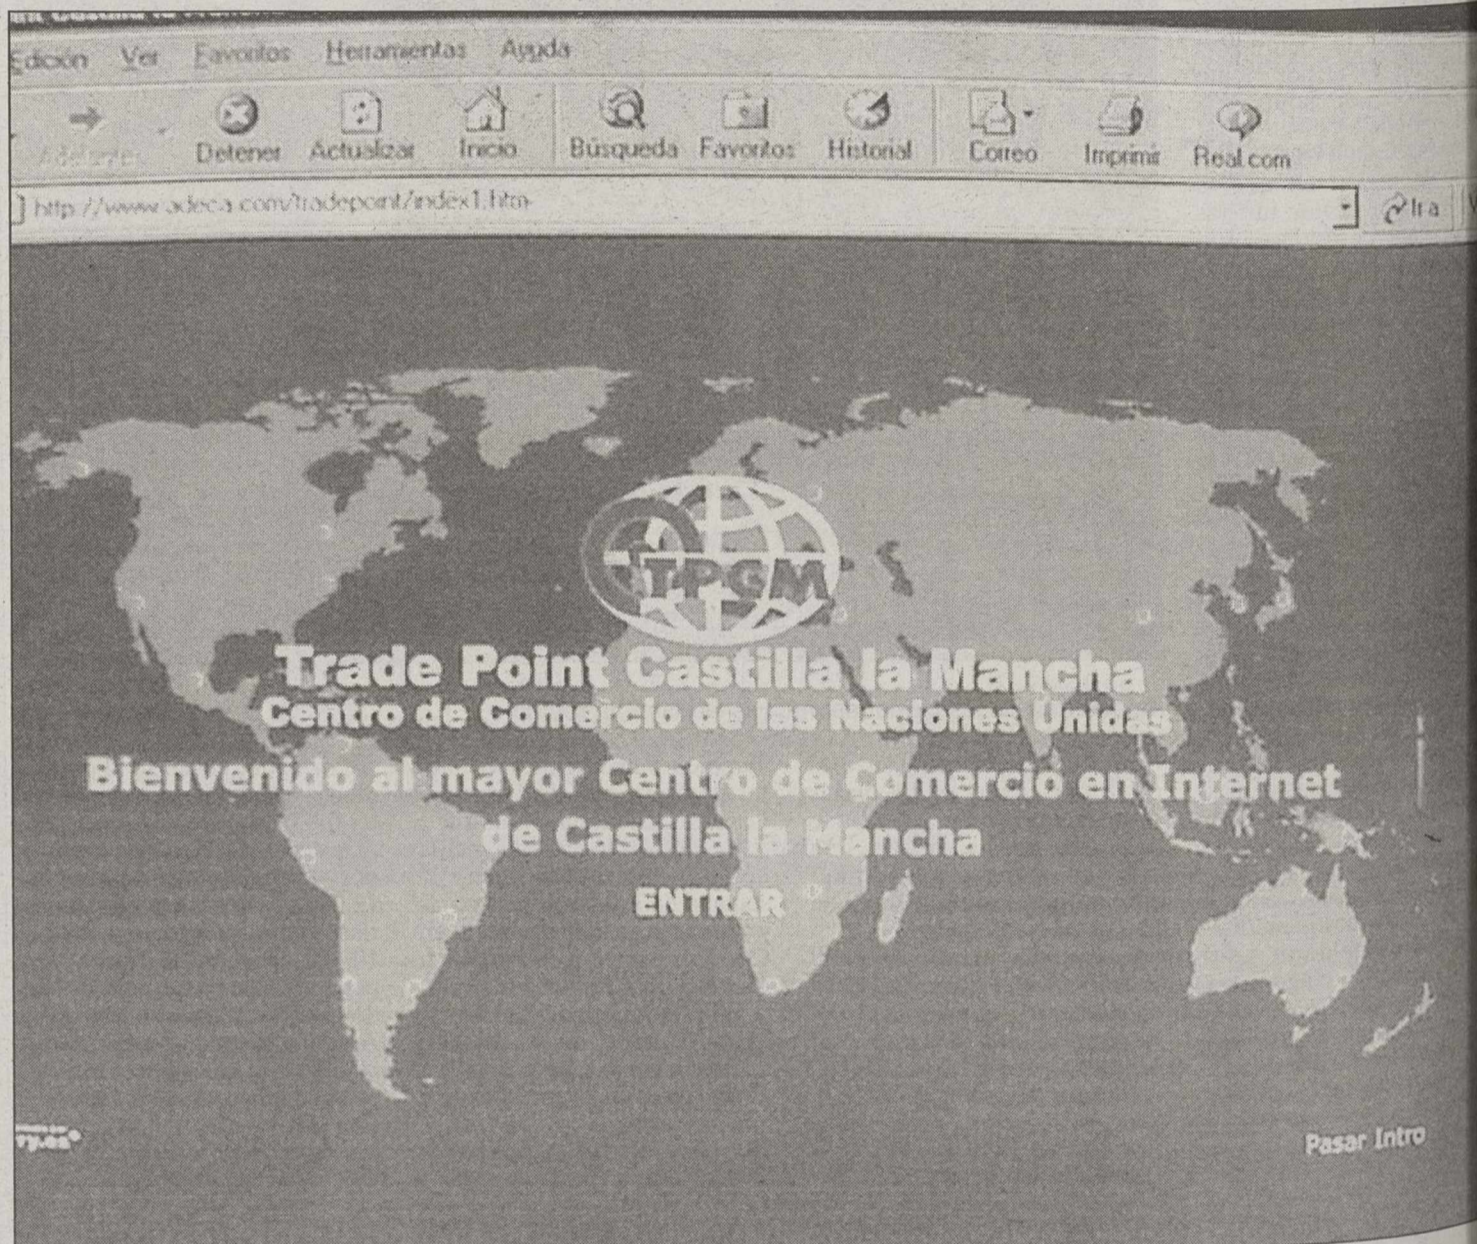 Edición Ver Favoritos Herramientas Ayuda
Adelante Detener Actualizar Inicio Búsqueda Favoritos Historial Correo Imprimir Real.com
http://www.adeca.com/tradepoint/index1.htm Ir a
TPCM
Trade Point Castilla la Mancha
Centro de Comercio de las Naciones Unidas
Bienvenido al mayor Centro de Comercio en Internet
de Castilla la Mancha
ENTRAR
Pasar Intro